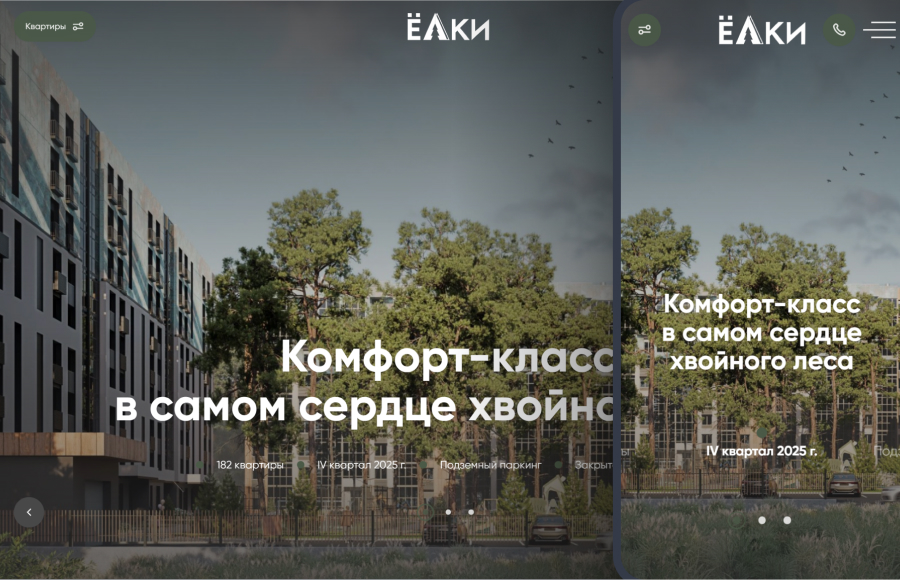 Квартиры
ЁЛКИ
Комфорт-класс
в самом сердце хвойно
182 квартиры
IV квартал 2025 г.
Подземный паркинг
Закрыт
ЁЛКИ
Комфорт-класс
в самом сердце
хвойного леса
IV квартал 2025 г.
Подз